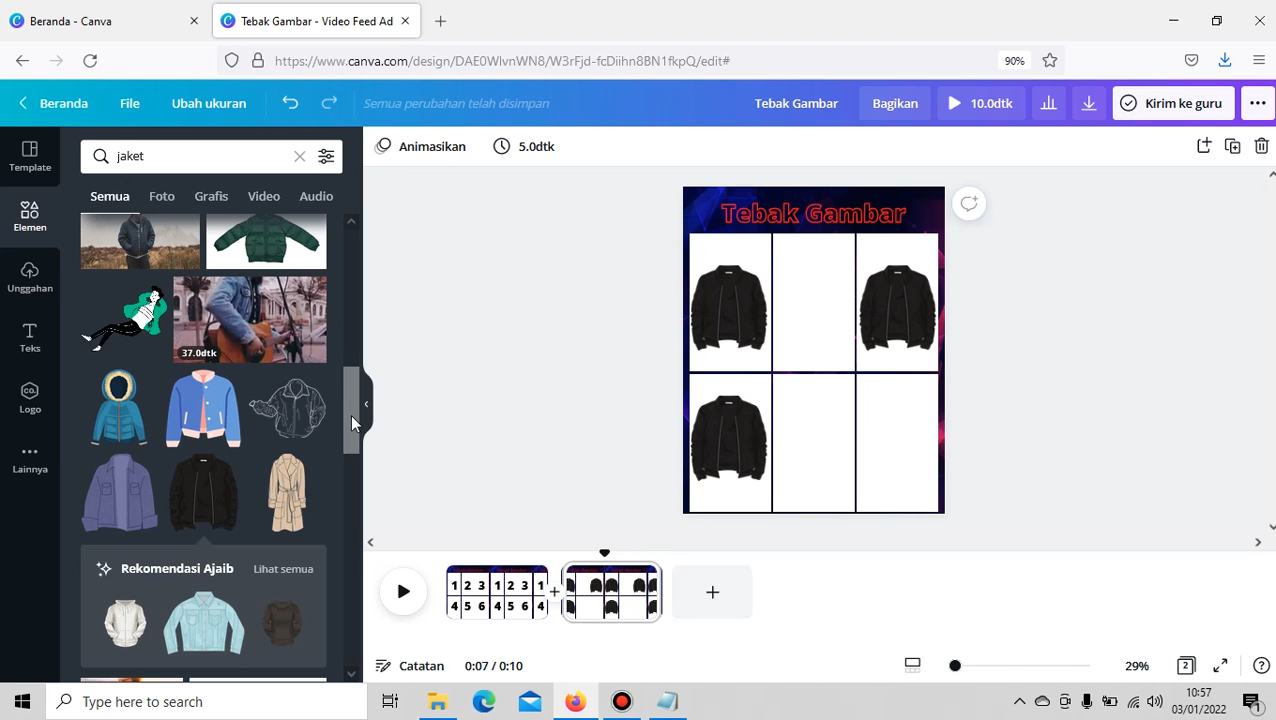 Beranda - Canva
Tebak Gambar - Video Feed Ad
https://www.canva.com/design/DAE0WlvnWN8/W3rFjd-fcDiihn8BN1fkpQ/edit#
90%
Beranda
File
Ubah ukuran
Semua perubahan telah disimpan
Tebak Gambar
Bagikan
10.0dtk
Kirim ke guru
Template
Elemen
Unggahan
Teks
CO.
Logo
Lainnya
jaket
Semua
Foto
Grafis
Video
Audio
37.0dtk
Rekomendasi Ajaib
Lihat semua
Animasikan
5.0dtk
Tebak Gambar
1 2 3 1 2 3 1
4 5 6 4 5 6 4
Catatan
0:07 / 0:10
29%
2
Type here to search
10:57
03/01/2022
1